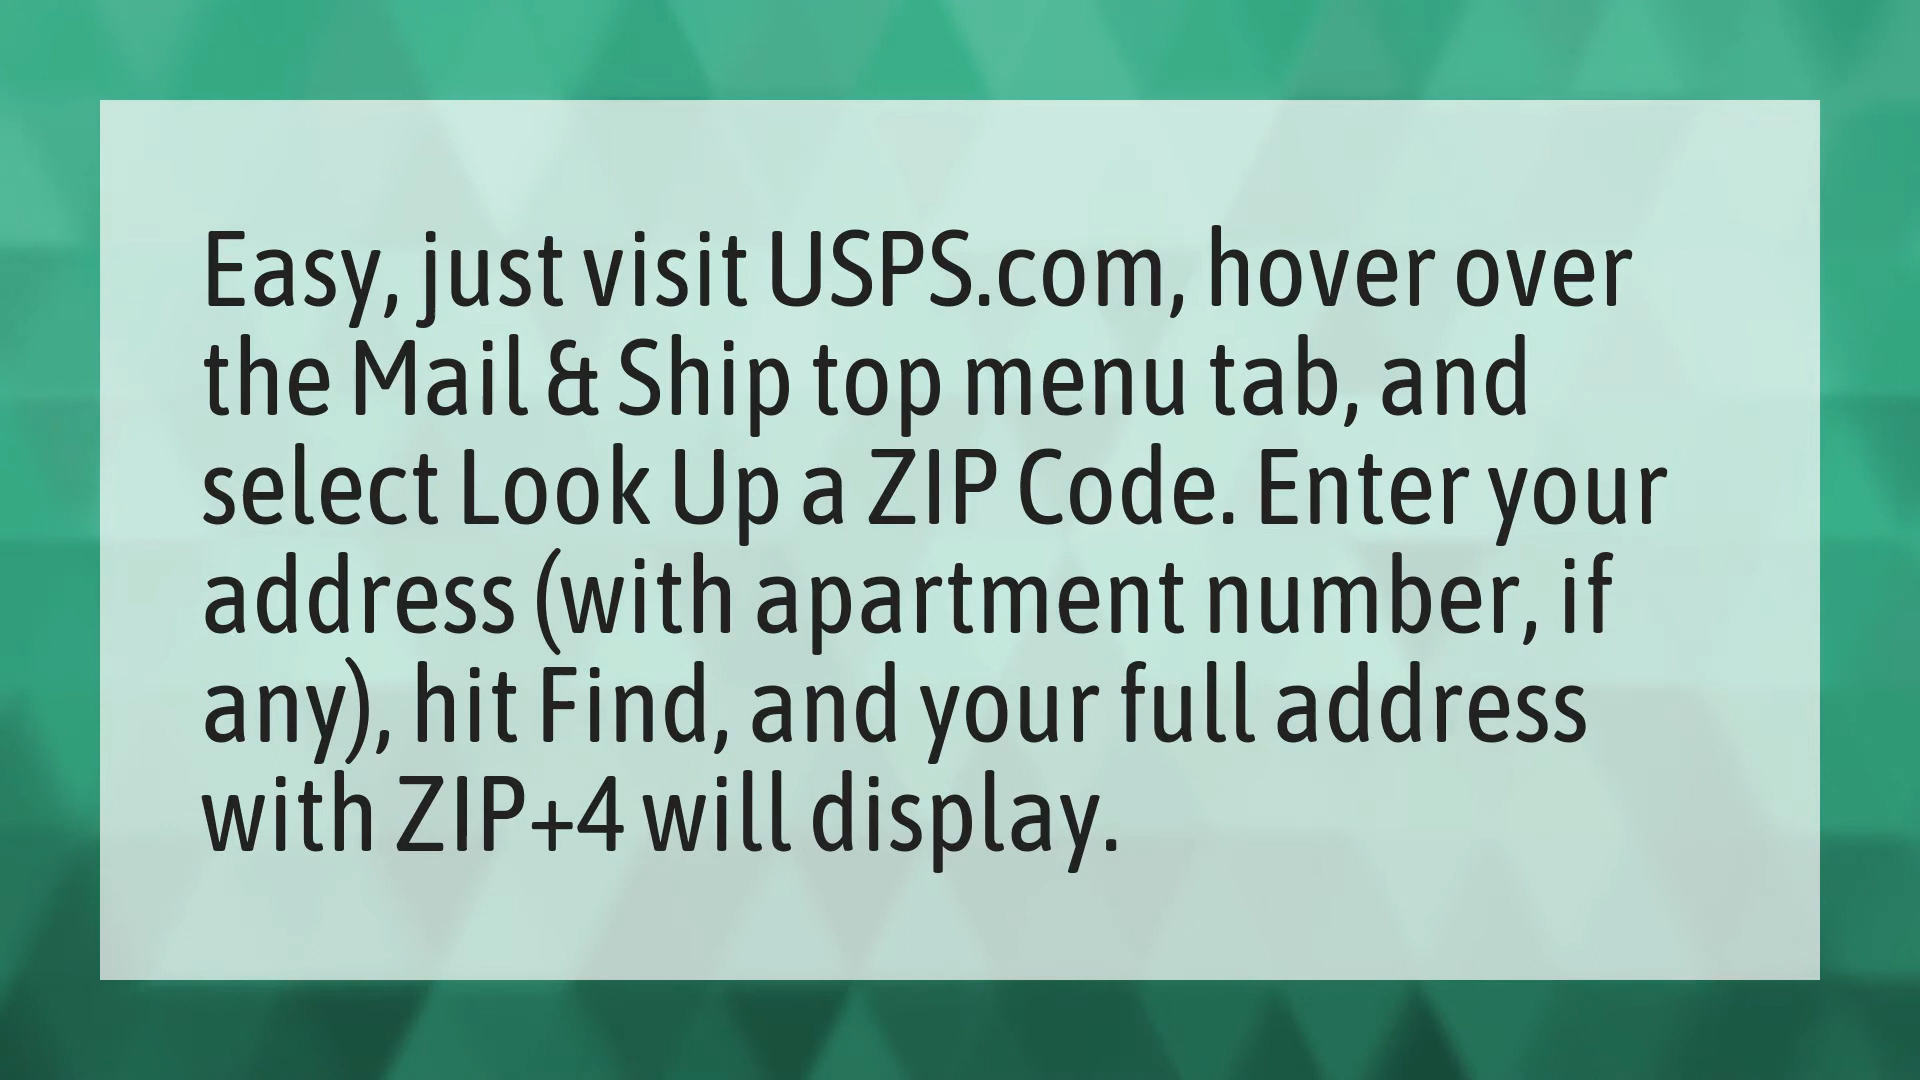 Easy, just visit USPS.com, hover over
the Mail & Ship top menu tab, and
select Look Up a ZIP Code. Enter your
address (with apartment number, if
any), hit Find, and your full address
with ZIP+4 will display.